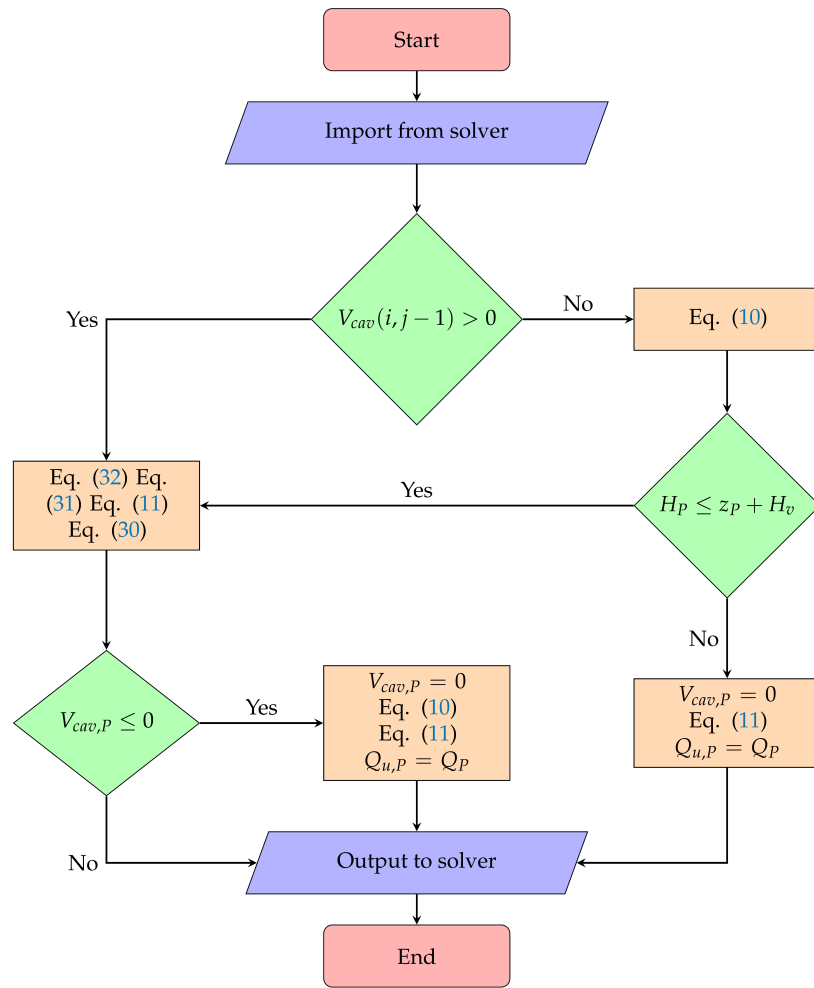 Start
Import from solver
V_{cav}(i, j − 1) > 0
Yes
No
Eq. (10)
Eq. (32) Eq.
(31) Eq. (11)
Eq. (30)
Yes
H_P ≤ z_P + H_v
No
V_{cav,P} ≤ 0
Yes
V_{cav,P} = 0
Eq. (10)
Eq. (11)
Q_{u,P} = Q_P
V_{cav,P} = 0
Eq. (11)
Q_{u,P} = Q_P
No
Output to solver
End